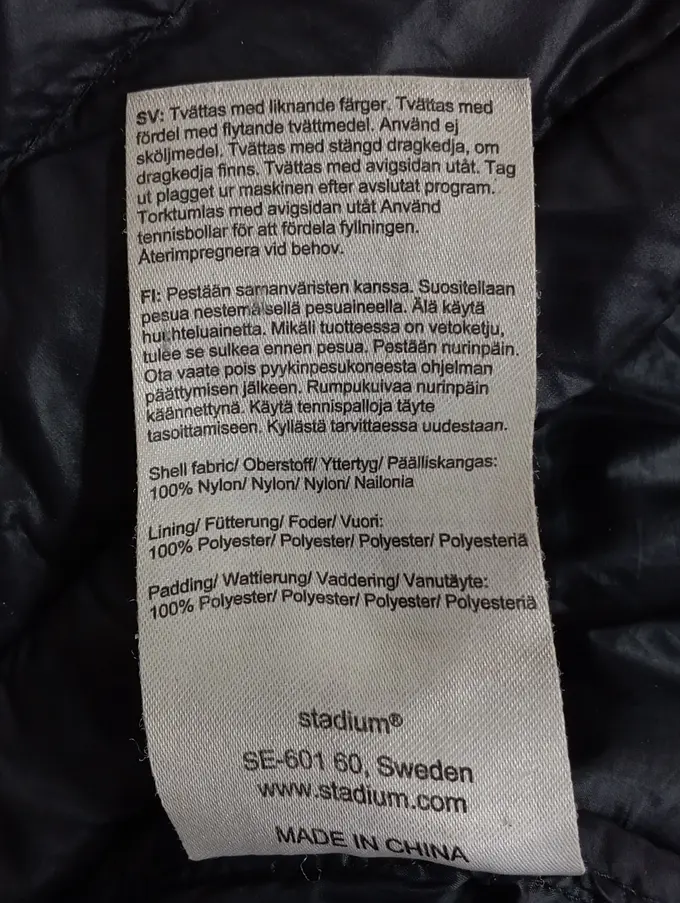 SV: Tvättas med liknande färger. Tvättas med
fördel med flytande tvättmedel. Använd ej
sköljmedel. Tvättas med stängd dragkedja, om
dragkedja finns. Tvättas med avigsidan utåt. Tag
ut plagget ur maskinen efter avslutat program.
Torktumlas med avigsidan utåt Använd
tennisbollar för att fördela fyllningen.
Återimpregnera vid behov.
FI: Pestään samanväristen kanssa. Suositellaan
pesua nestemäisellä pesuaineella. Älä käytä
huuhteluainetta. Mikäli tuotteessa on vetoketju,
tulee se sulkea ennen pesua. Pestään nurinpäin.
Ota vaate pois pyykinpesukoneesta ohjelman
päättymisen jälkeen. Rumpukuivaa nurinpäin
käännettynä. Käytä tennispalloja täyte
tasoittamiseen. Kyllästä tarvittaessa uudestaan.
Shell fabric/ Oberstoff/ Yttertyg/ Päälliskangas:
100% Nylon/ Nylon/ Nylon/ Nailonia
Lining/ Fütterung/ Foder/ Vuori:
100% Polyester/ Polyester/ Polyester/ Polyesteriä
Padding/ Wattierung/ Vaddering/ Vanutäyte:
100% Polyester/ Polyester/ Polyester/ Polyesteriä
stadium®
SE-601 60, Sweden
www.stadium.com
MADE IN CHINA